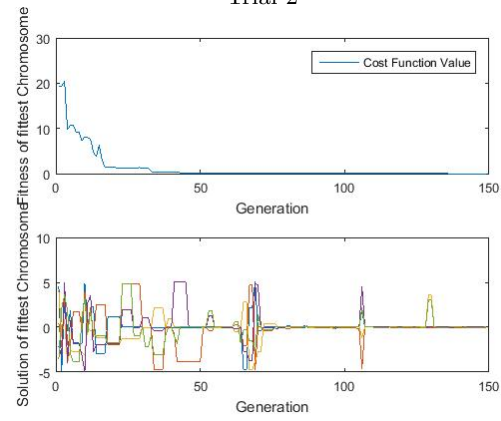 Trial 2
Fitness of fittest Chromosome
30
20
10
0
Cost Function Value
0 50 100 150
Generation
Solution of fittest Chromosome
10
5
0
-5
0 50 100 150
Generation